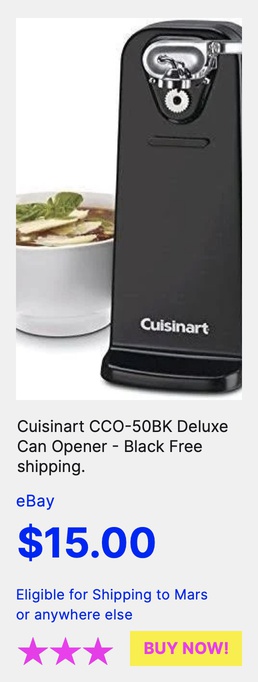 Cuisinart
Cuisinart CCO-50BK Deluxe
Can Opener - Black Free
shipping.
eBay
$15.00
Eligible for Shipping to Mars
or anywhere else
BUY NOW!